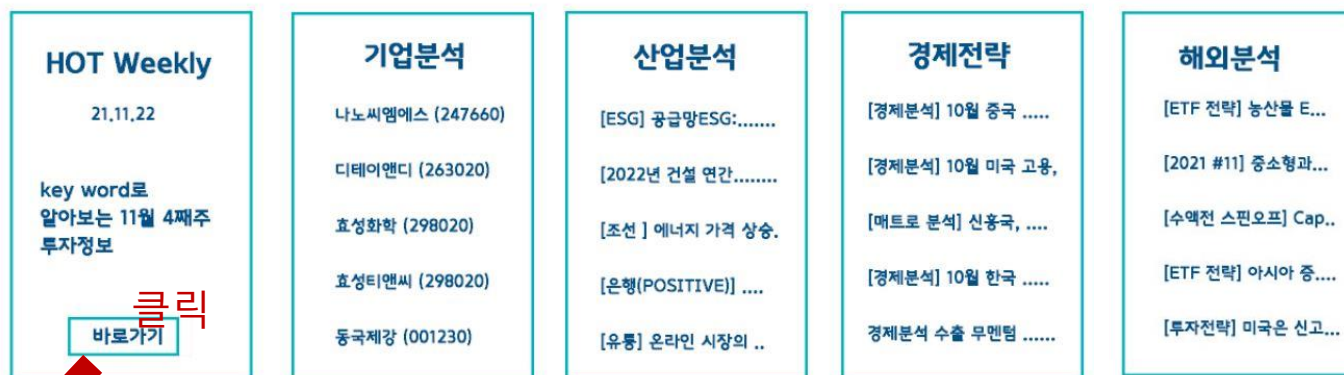 HOT Weekly
21.11.22
key word로
알아보는 11월 4째주
투자정보
클릭
바로가기
기업분석
나노씨엠에스 (247660)
디테이앤디 (263020)
효성화학 (298020)
효성티앤씨 (298020)
동국제강 (001230)
산업분석
[ESG] 공급망ESG:.......
[2022년 건설 연간........
[조선 ] 에너지 가격 상승.
[은행(POSITIVE)] ....
[유통] 온라인 시장의 ..
경제전략
[경제분석] 10월 중국 .....
[경제분석] 10월 미국 고용,
[매트로 분석] 신흥국, ....
[경제분석] 10월 한국 .....
경제분석 수출 무멘텀 ......
해외분석
[ETF 전략] 농산물 E...
[2021 #11] 중소형과...
[수액전 스핀오프] Cap..
[ETF 전략] 아시아 증....
[투자전략] 미국은 신고...